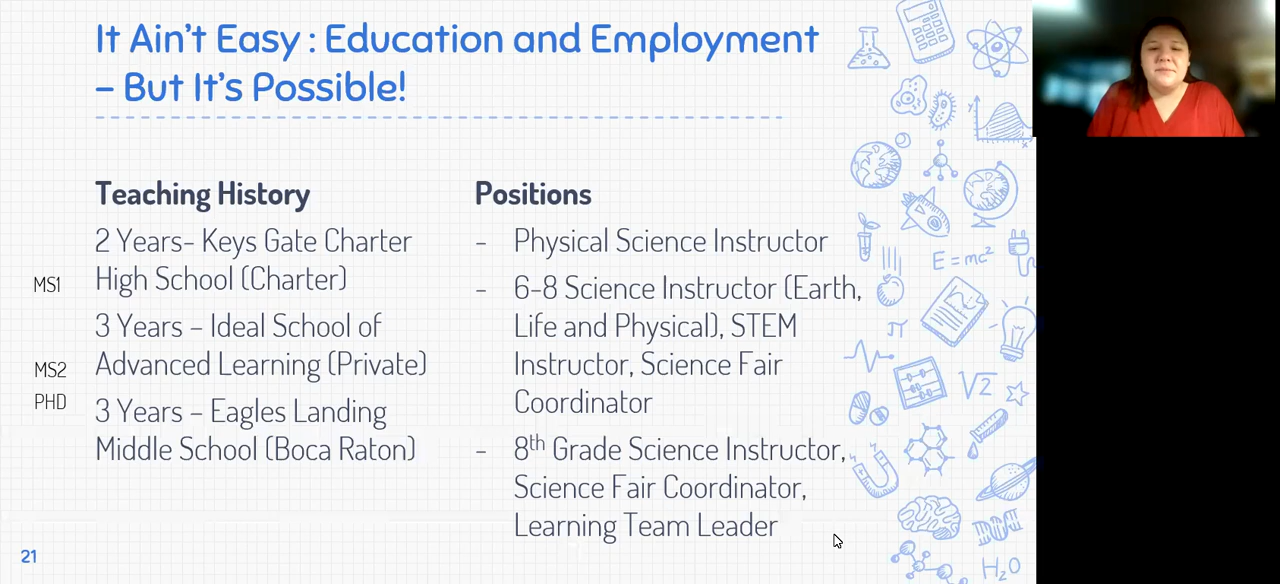 It Ain't Easy : Education and Employment
– But It's Possible!
Teaching History
2 Years- Keys Gate Charter
High School (Charter)
3 Years – Ideal School of
Advanced Learning (Private)
3 Years – Eagles Landing
Middle School (Boca Raton)
MS1
MS2
PHD
Positions
- Physical Science Instructor
- 6-8 Science Instructor (Earth,
Life and Physical), STEM
Instructor, Science Fair
Coordinator
- 8th Grade Science Instructor,
Science Fair Coordinator,
Learning Team Leader
21
Y
X
E=mc²
π
√2
H₂O